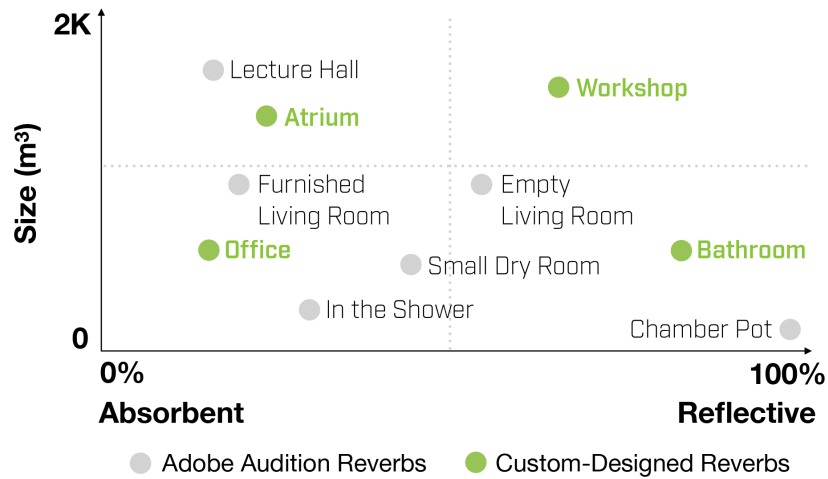 2K
Lecture Hall
Workshop
Atrium
Size (m³)
Furnished
Living Room
Empty
Living Room
Office
Bathroom
Small Dry Room
In the Shower
Chamber Pot
0
0%
100%
Absorbent
Reflective
Adobe Audition Reverbs
Custom-Designed Reverbs